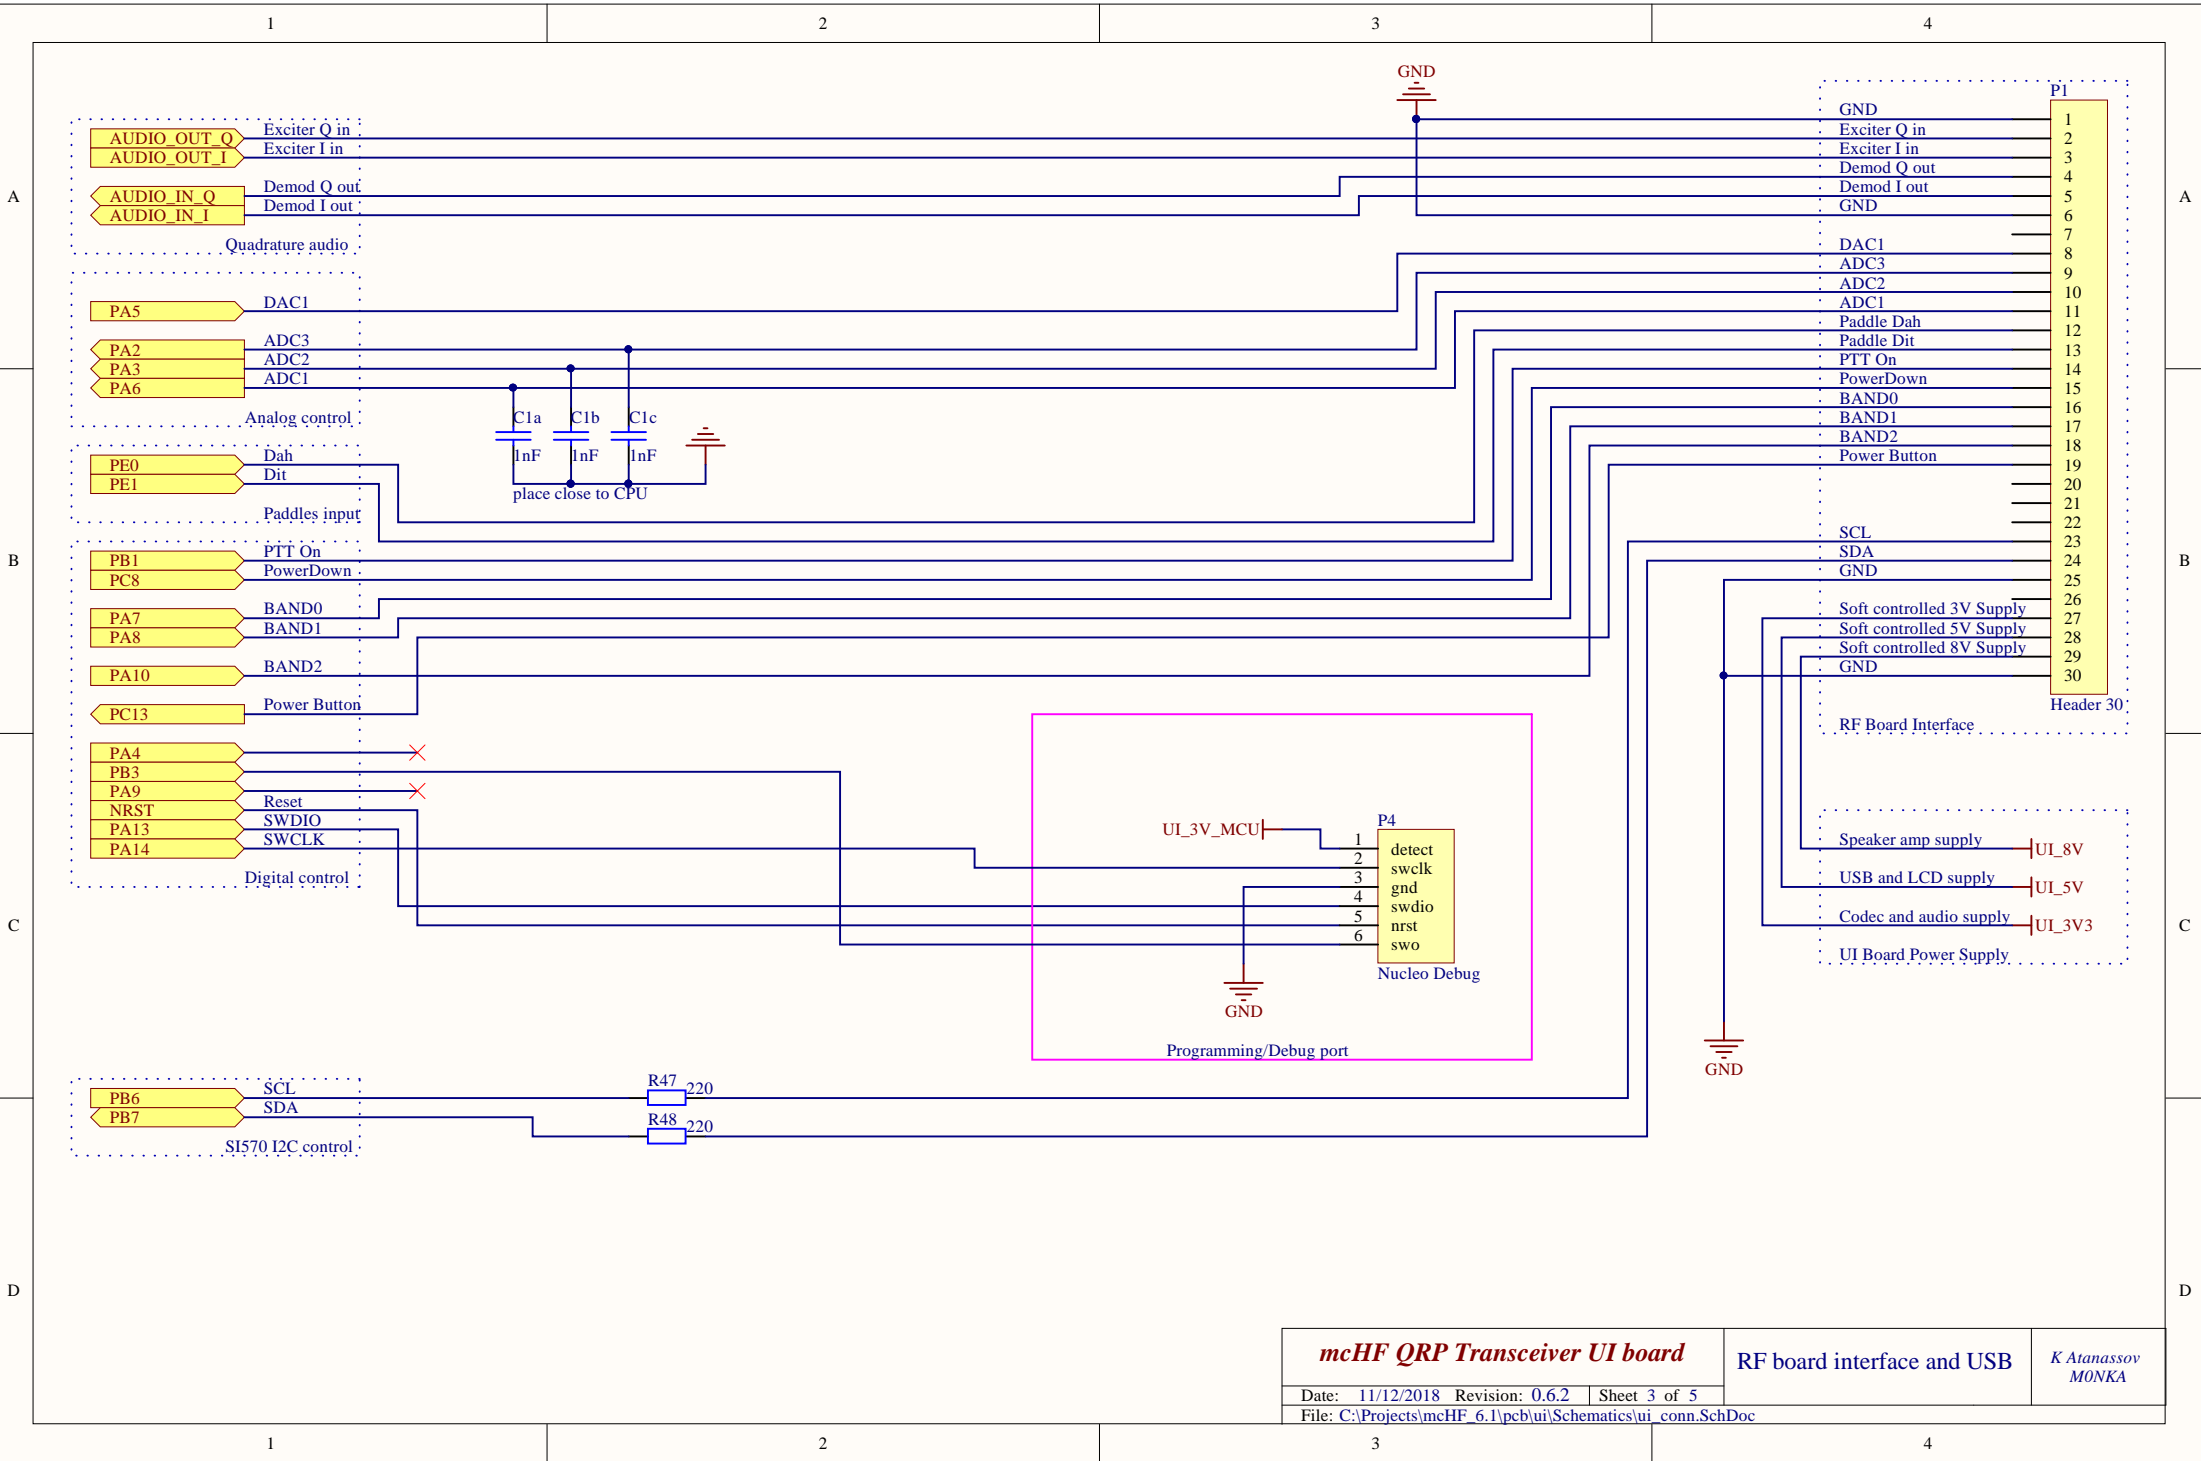 1 2 3 4
A
B
C
D
AUDIO_OUT_Q Exciter Q in
AUDIO_OUT_I Exciter I in
AUDIO_IN_Q Demod Q out
AUDIO_IN_I Demod I out
Quadrature audio
PA5 DAC1
PA2 ADC3
PA3 ADC2
PA6 ADC1
Analog control
C1a C1b C1c
1nF 1nF 1nF
place close to CPU
PE0 Dah
PE1 Dit
Paddles input
PB1 PTT On
PC8 PowerDown
PA7 BAND0
PA8 BAND1
PA10 BAND2
PC13 Power Button
PA4
PB3
PA9
NRST Reset
PA13 SWDIO
PA14 SWCLK
Digital control
PB6 SCL
PB7 SDA
SI570 I2C control
R47 220
R48 220
GND
UI_3V_MCU
P4
1 detect
2 swclk
3 gnd
4 swdio
5 nrst
6 swo
Nucleo Debug
GND
Programming/Debug port
P1
GND 1
Exciter Q in 2
Exciter I in 3
Demod Q out 4
Demod I out 5
GND 6
7
DAC1 8
ADC3 9
ADC2 10
ADC1 11
Paddle Dah 12
Paddle Dit 13
PTT On 14
PowerDown 15
BAND0 16
BAND1 17
BAND2 18
Power Button 19
20
21
22
SCL 23
SDA 24
GND 25
26
Soft controlled 3V Supply 27
Soft controlled 5V Supply 28
Soft controlled 8V Supply 29
GND 30
Header 30
RF Board Interface
Speaker amp supply UI_8V
USB and LCD supply UI_5V
Codec and audio supply UI_3V3
UI Board Power Supply
GND
A
B
C
D
mcHF QRP Transceiver UI board
RF board interface and USB
K Atanassov
M0NKA
Date: 11/12/2018 Revision: 0.6.2 Sheet 3 of 5
File: C:\Projects\mcHF_6.1\pcb\ui\Schematics\ui_conn.SchDoc
1 2 3 4